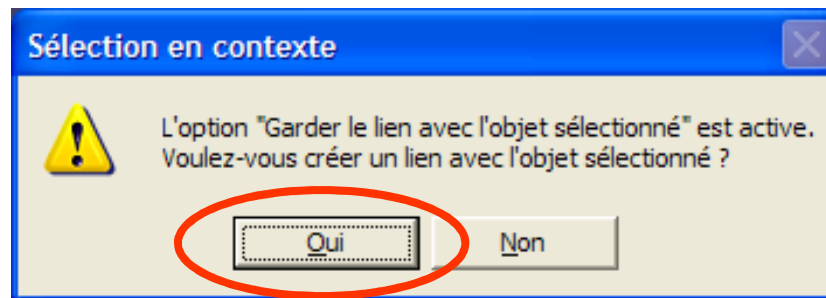 Sélection en contexte
L'option "Garder le lien avec l'objet sélectionné" est active.
Voulez-vous créer un lien avec l'objet sélectionné ?
Oui Non